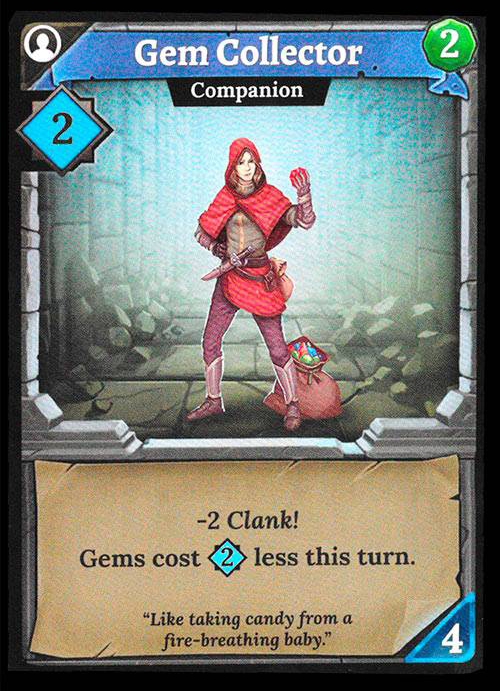 Gem Collector
2
Companion
2
-2 Clank!
Gems cost 2 less this turn.
“Like taking candy from a
fire-breathing baby.”
4